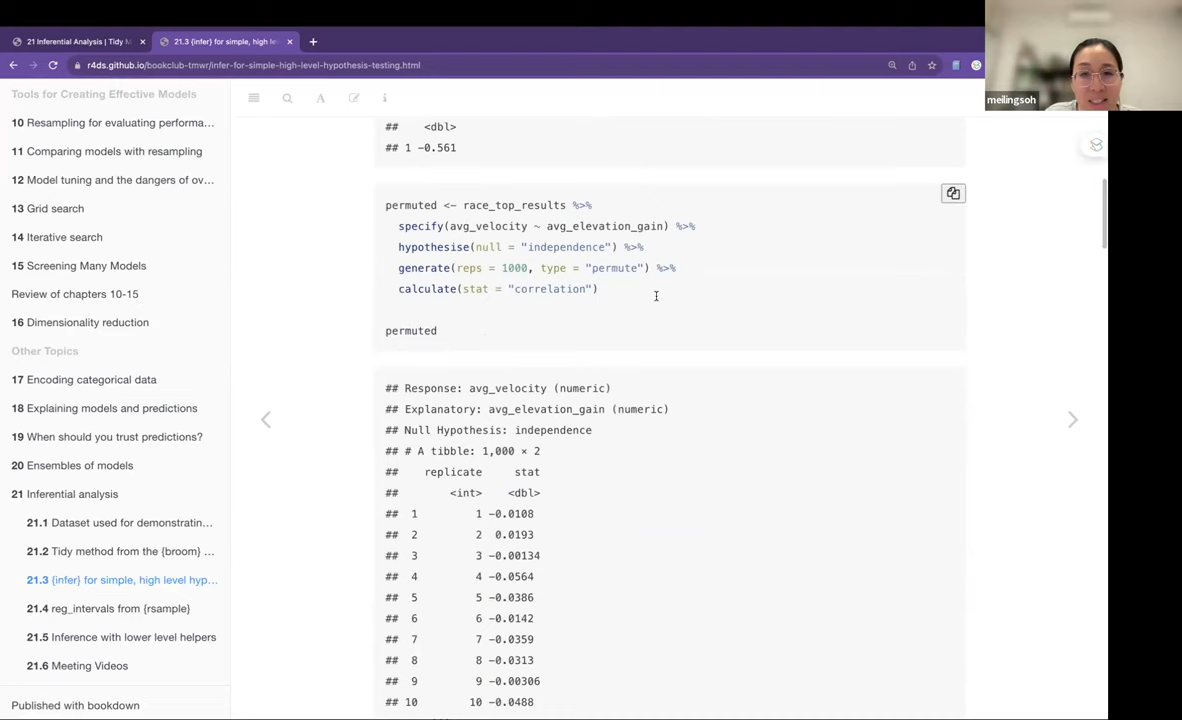 21 Inferential Analysis | Tidy M
21.3 {infer} for simple, high lev
r4ds.github.io/bookclub-tmwr/infer-for-simple-high-level-hypothesis-testing.html
meilingsoh
Tools for Creating Effective Models
10 Resampling for evaluating performa...
11 Comparing models with resampling
12 Model tuning and the dangers of ov...
13 Grid search
14 Iterative search
15 Screening Many Models
Review of chapters 10-15
16 Dimensionality reduction
Other Topics
17 Encoding categorical data
18 Explaining models and predictions
19 When should you trust predictions?
20 Ensembles of models
21 Inferential analysis
21.1 Dataset used for demonstratin...
21.2 Tidy method from the {broom} ...
21.3 {infer} for simple, high level hyp...
21.4 reg_intervals from {rsample}
21.5 Inference with lower level helpers
21.6 Meeting Videos
Published with bookdown
A
i
## <dbl>
## 1 -0.561
permuted <- race_top_results %>%
specify(avg_velocity ~ avg_elevation_gain) %>%
hypothesise(null = "independence") %>%
generate(reps = 1000, type = "permute") %>%
calculate(stat = "correlation")
permuted
## Response: avg_velocity (numeric)
## Explanatory: avg_elevation_gain (numeric)
## Null Hypothesis: independence
## # A tibble: 1,000 × 2
## replicate stat
## <int> <dbl>
## 1 1 -0.0108
## 2 2 0.0193
## 3 3 -0.00134
## 4 4 -0.0564
## 5 5 -0.0386
## 6 6 -0.0142
## 7 7 -0.0359
## 8 8 -0.0313
## 9 9 -0.00306
## 10 10 -0.0488